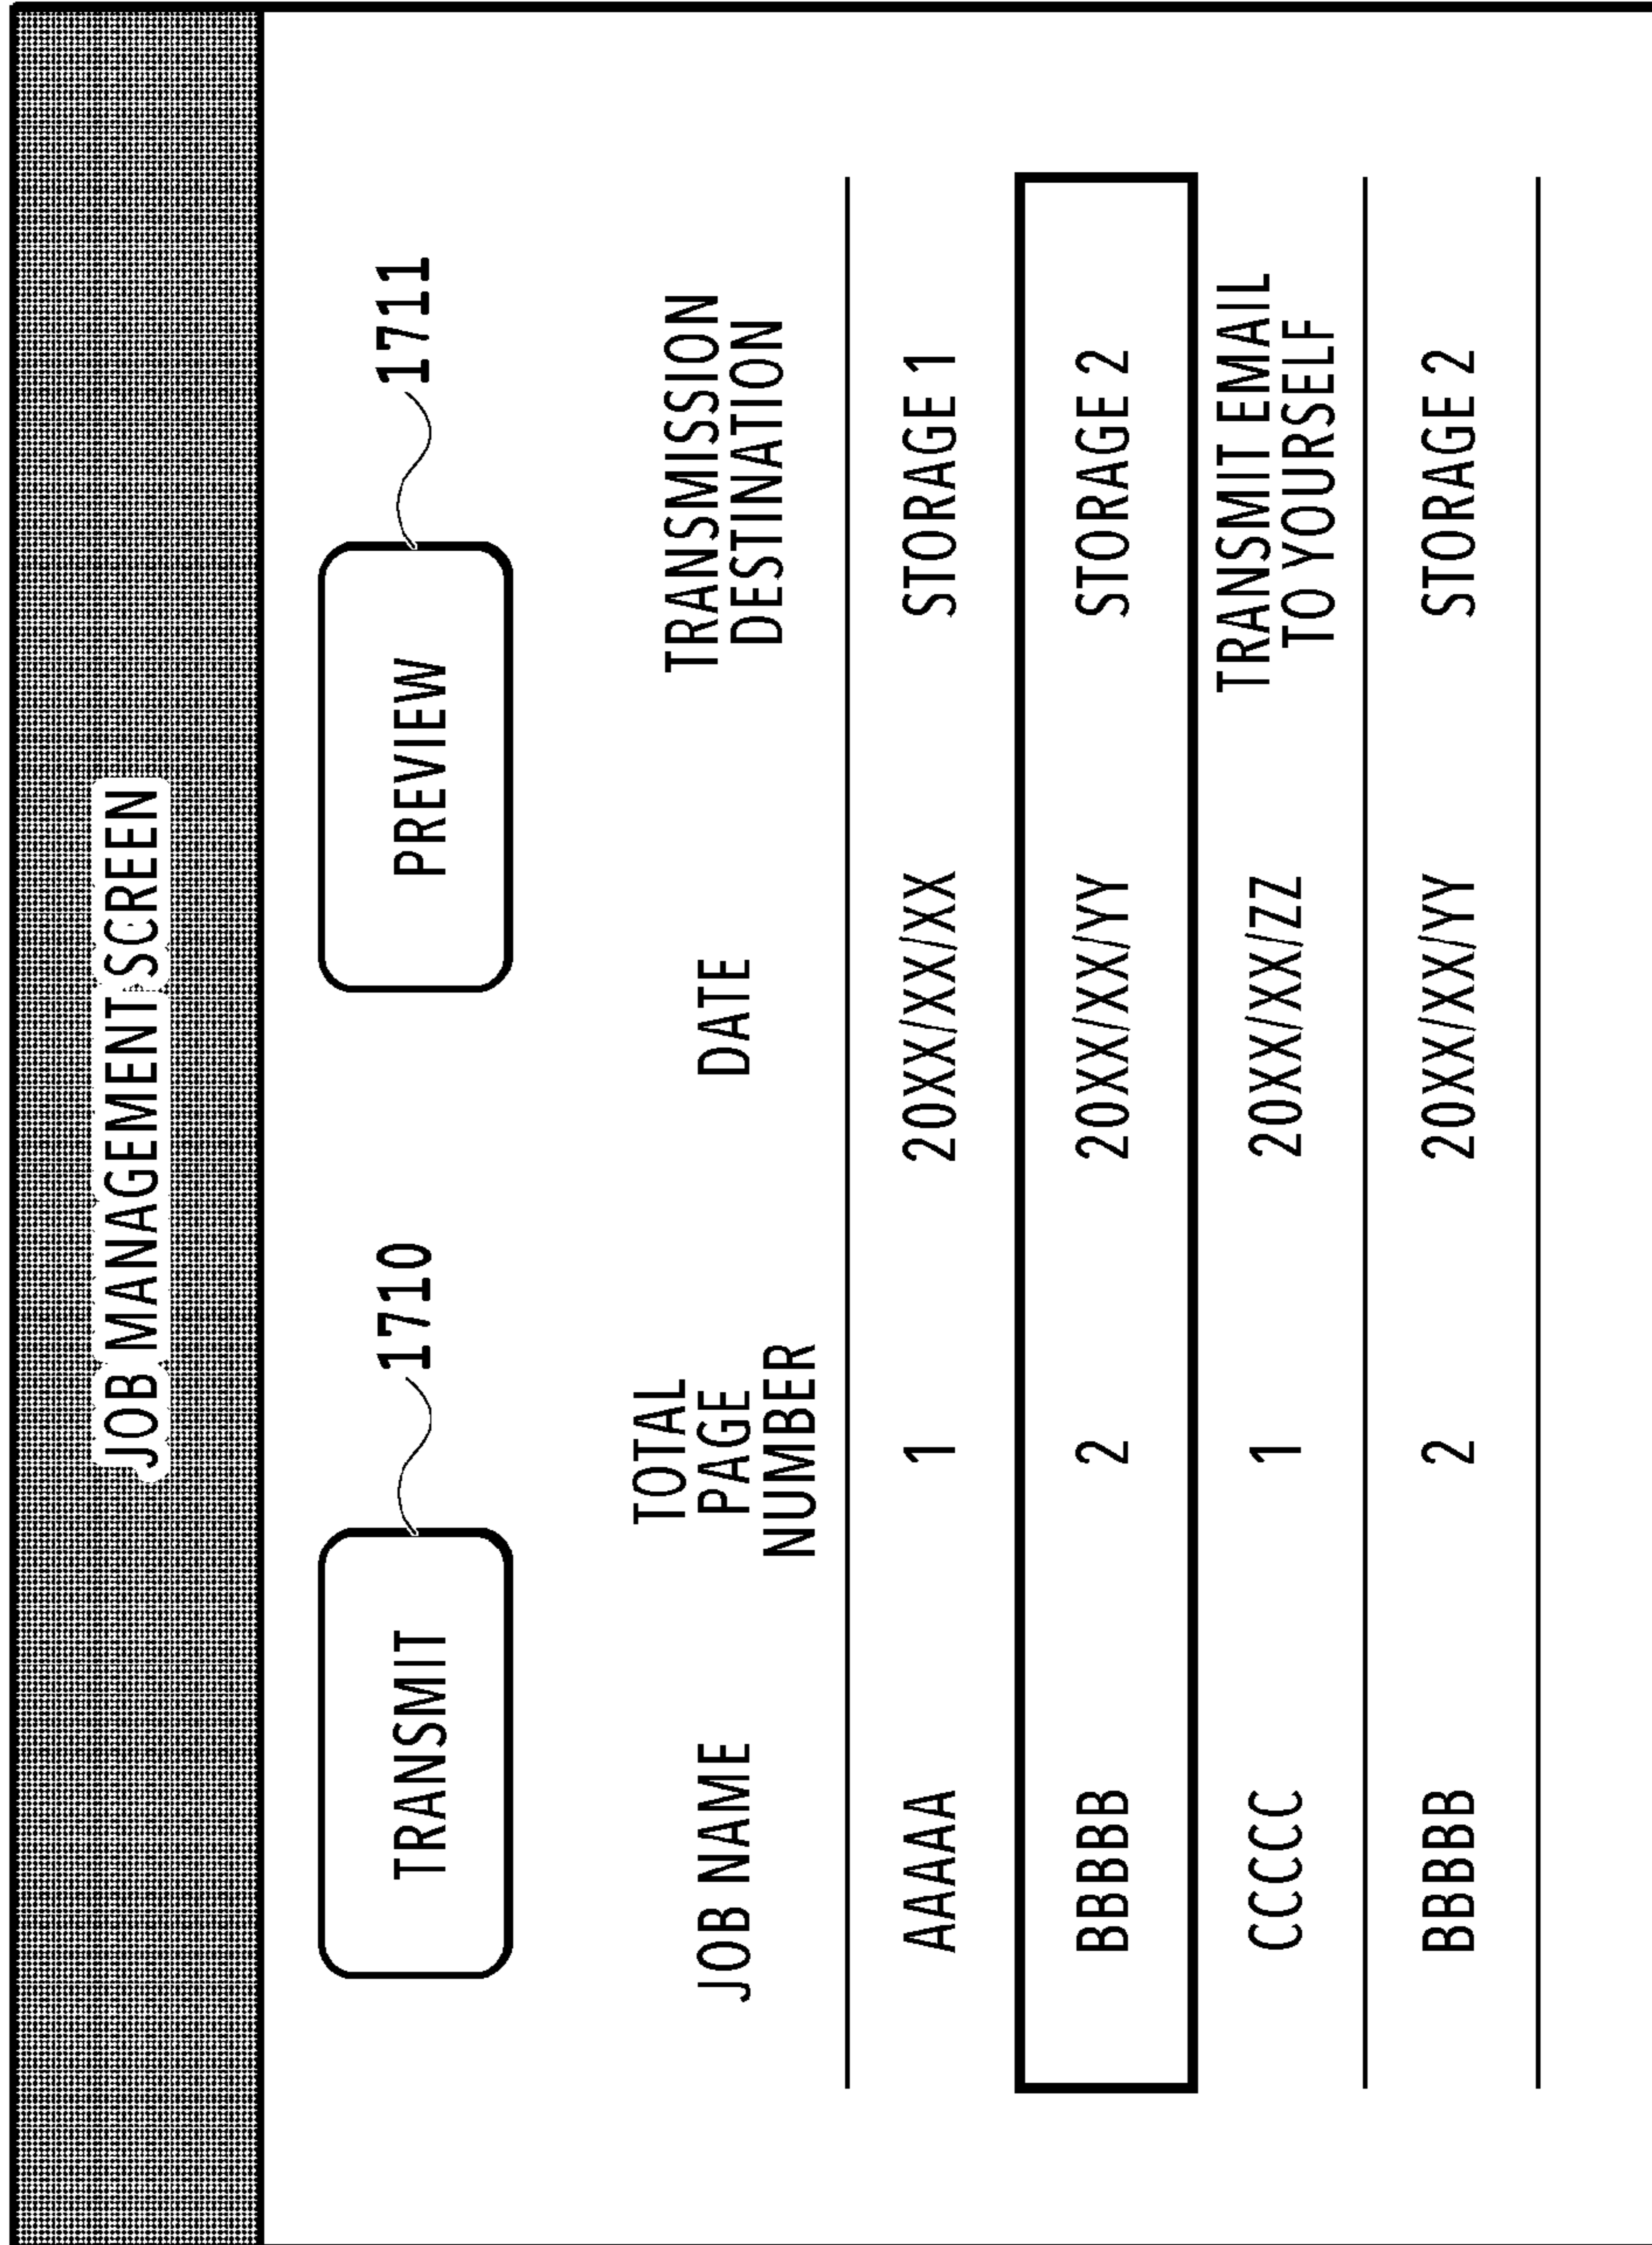 JOB MANAGEMENT SCREEN
TRANSMIT
1710
PREVIEW
1711
JOB NAME
TOTAL
PAGE
NUMBER
DATE
TRANSMISSION
DESTINATION
AAAAA
1
20XX/XX/XX
STORAGE 1
BBBBB
2
20XX/XX/YY
STORAGE 2
CCCCC
1
20XX/XX/ZZ
TRANSMIT EMAIL
TO YOURSELF
BBBBB
2
20XX/XX/YY
STORAGE 2